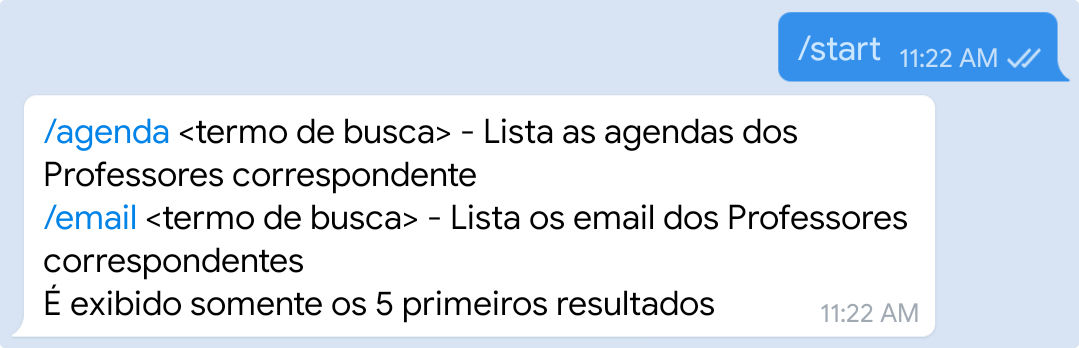 /start 11:22 AM
/agenda <termo de busca> - Lista as agendas dos
Professores correspondente
/email <termo de busca> - Lista os email dos Professores
correspondentes
É exibido somente os 5 primeiros resultados 11:22 AM